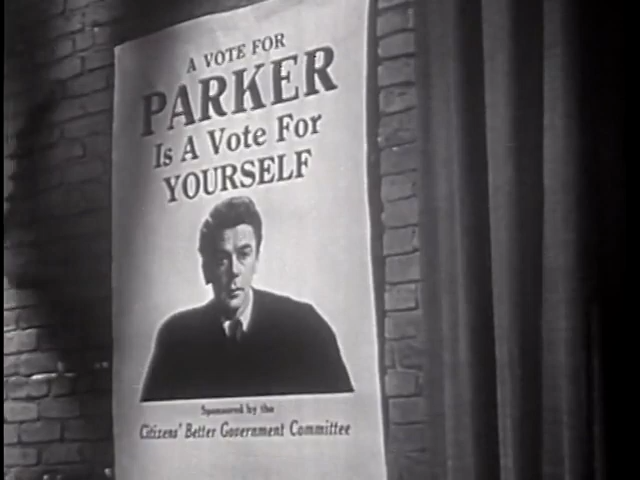 A VOTE FOR
PARKER
Is A Vote For
YOURSELF
Sponsored by the
Citizens' Better Government Committee